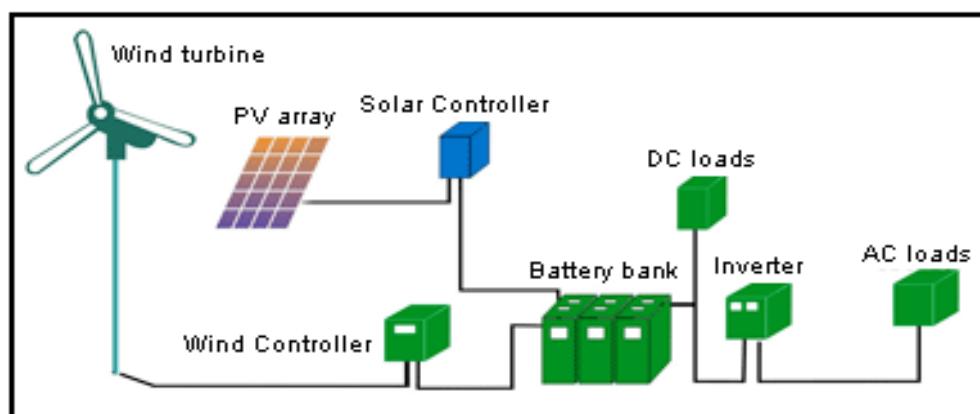 Wind turbine
PV array
Solar Controller
DC loads
Battery bank
Inverter
AC loads
Wind Controller